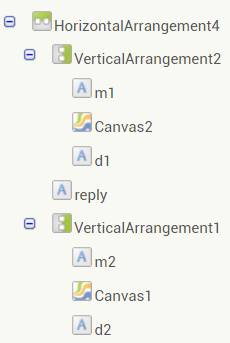 HorizontalArrangement4
VerticalArrangement2
A m1
Canvas2
A d1
A reply
VerticalArrangement1
A m2
Canvas1
A d2